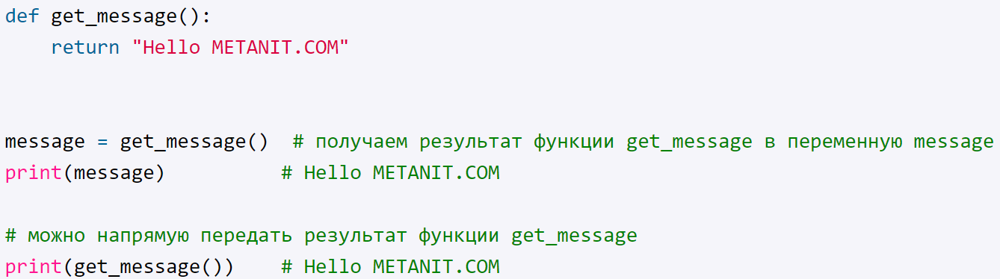 def get_message():
    return "Hello METANIT.COM"
message = get_message()  # получаем результат функции get_message в переменную message
print(message)          # Hello METANIT.COM
# можно напрямую передать результат функции get_message
print(get_message())    # Hello METANIT.COM